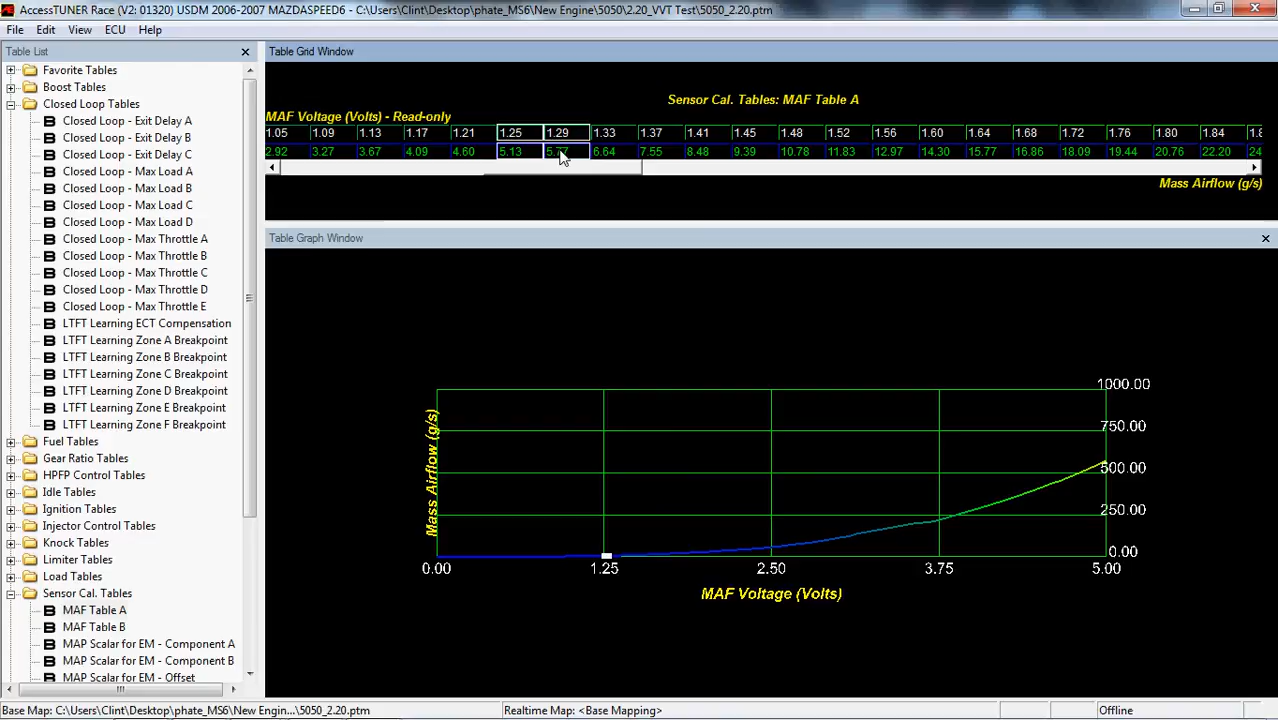 AccessTUNER Race (V2: 01320) USDM 2006-2007 MAZDASPEED6 - C:\Users\Clint\Desktop\phate_MS6\New Engine\5050\2.20_VVT Test\5050_2.20.ptm
File Edit View ECU Help
Table List
Favorite Tables
Boost Tables
Closed Loop Tables
Closed Loop - Exit Delay A
Closed Loop - Exit Delay B
Closed Loop - Exit Delay C
Closed Loop - Max Load A
Closed Loop - Max Load B
Closed Loop - Max Load C
Closed Loop - Max Load D
Closed Loop - Max Throttle A
Closed Loop - Max Throttle B
Closed Loop - Max Throttle C
Closed Loop - Max Throttle D
Closed Loop - Max Throttle E
LTFT Learning ECT Compensation
LTFT Learning Zone A Breakpoint
LTFT Learning Zone B Breakpoint
LTFT Learning Zone C Breakpoint
LTFT Learning Zone D Breakpoint
LTFT Learning Zone E Breakpoint
LTFT Learning Zone F Breakpoint
Fuel Tables
Gear Ratio Tables
HPFP Control Tables
Idle Tables
Ignition Tables
Injector Control Tables
Knock Tables
Limiter Tables
Load Tables
Sensor Cal. Tables
MAF Table A
MAF Table B
MAP Scalar for EM - Component A
MAP Scalar for EM - Component B
MAP Scalar for EM - Offset
Table Grid Window
Sensor Cal. Tables: MAF Table A
MAF Voltage (Volts) - Read-only
1.05 1.09 1.13 1.17 1.21 1.25 1.29 1.33 1.37 1.41 1.45 1.48 1.52 1.56 1.60 1.64 1.68 1.72 1.76 1.80 1.84
2.92 3.27 3.67 4.09 4.60 5.13 6.64 7.55 8.48 9.39 10.78 11.83 12.97 14.30 15.77 16.86 18.09 19.44 20.76 22.20 24
Mass Airflow (g/s)
Table Graph Window
1000.00
750.00
500.00
250.00
0.00
Mass Airflow (g/s)
0.00 1.25 2.50 3.75 5.00
MAF Voltage (Volts)
Base Map: C:\Users\Clint\Desktop\phate_MS6\New Engin...\5050_2.20.ptm
Realtime Map: <Base Mapping>
Offline